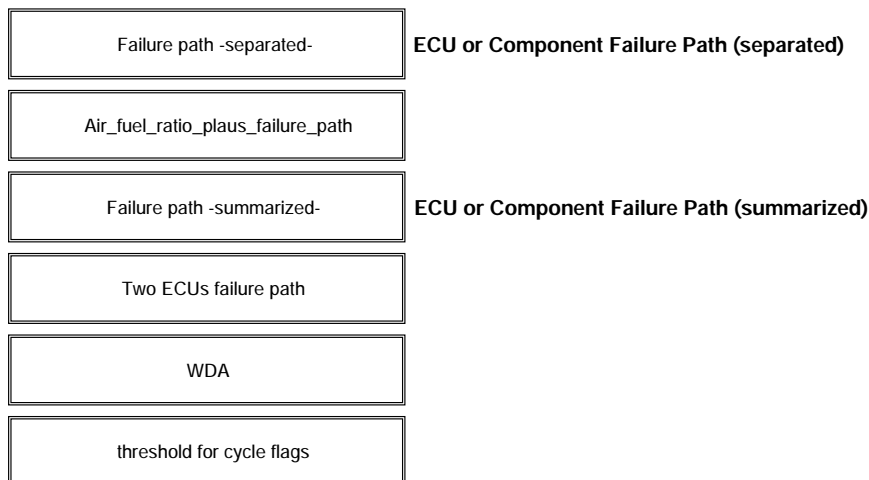 Failure path -separated- ECU or Component Failure Path (separated)
Air_fuel_ratio_plaus_failure_path
Failure path -summarized- ECU or Component Failure Path (summarized)
Two ECUs failure path
WDA
threshold for cycle flags